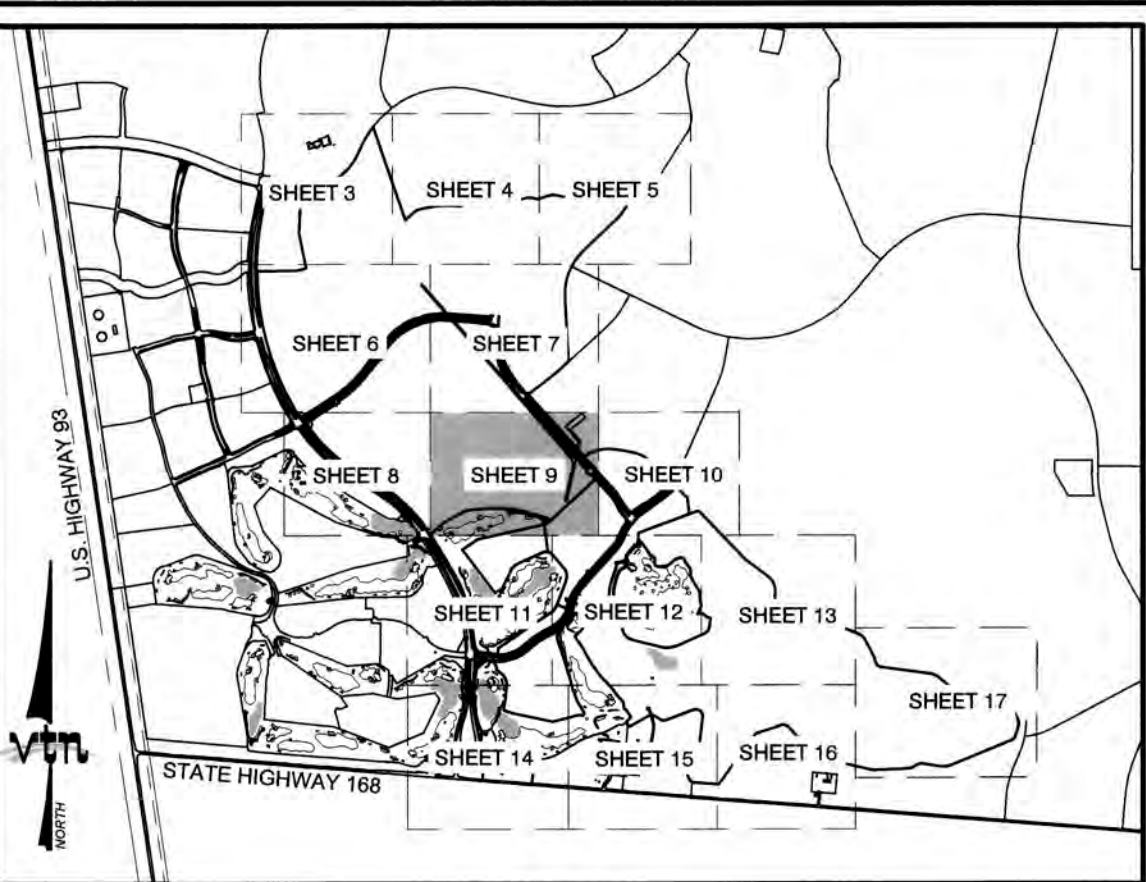 SHEET 3
SHEET 4
SHEET 5
SHEET 6
SHEET 7
SHEET 8
SHEET 9
SHEET 10
SHEET 11
SHEET 12
SHEET 13
SHEET 14
SHEET 15
SHEET 16
SHEET 17
U.S. HIGHWAY 93
STATE HIGHWAY 168
vtn
NORTH